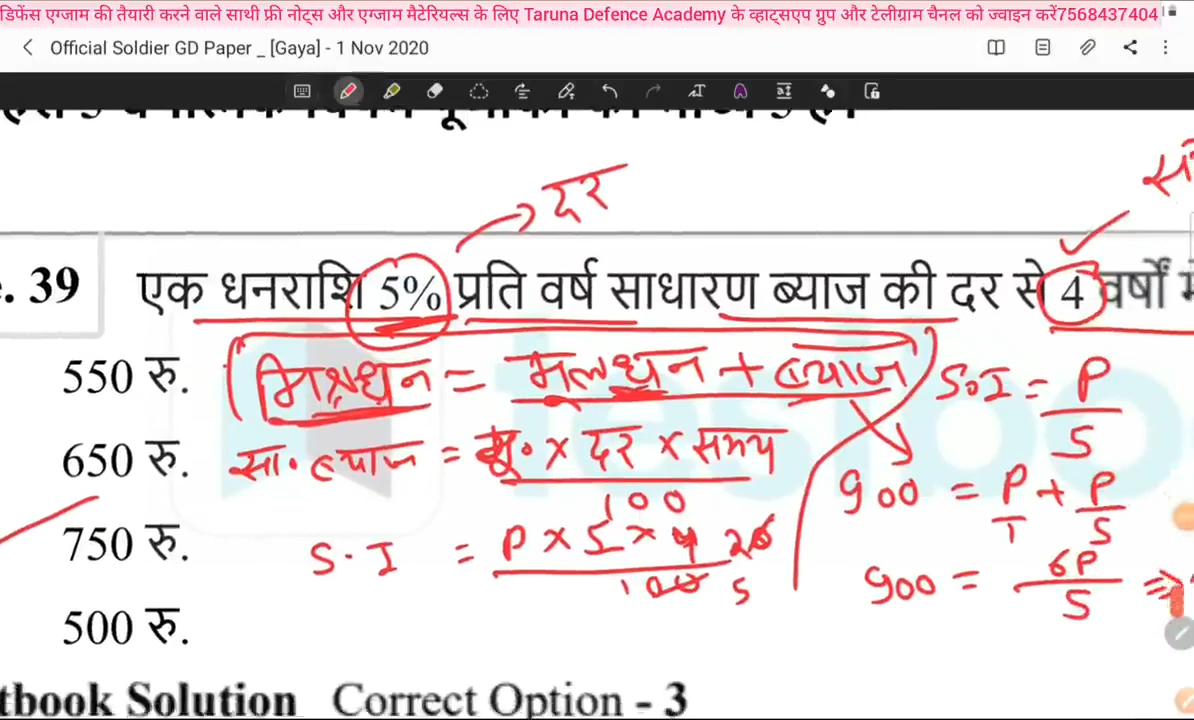 डिफेंस एग्जाम की तैयारी करने वाले साथी फ्री नोट्स और एग्जाम मैटेरियल्स के लिए Taruna Defence Academy के व्हाट्सएप ग्रुप और टेलीग्राम चैनल को ज्वाइन करें7568437404
Official Soldier GD Paper _ [Gaya] - 1 Nov 2020
दर
. 39 एक धनराशि 5% प्रति वर्ष साधारण ब्याज की दर से 4 वर्षों
550 रु.
मिश्रधन = मूलधन + ब्याज
S.I = P/5
650 रु.
सा. ब्याज = मू. × दर × समय / 100
900 = P/1 + P/5
750 रु.
S.I = P × 5 × 4 20 / 100 5
900 = 6P/5 ⇒
500 रु.
tbook Solution Correct Option - 3